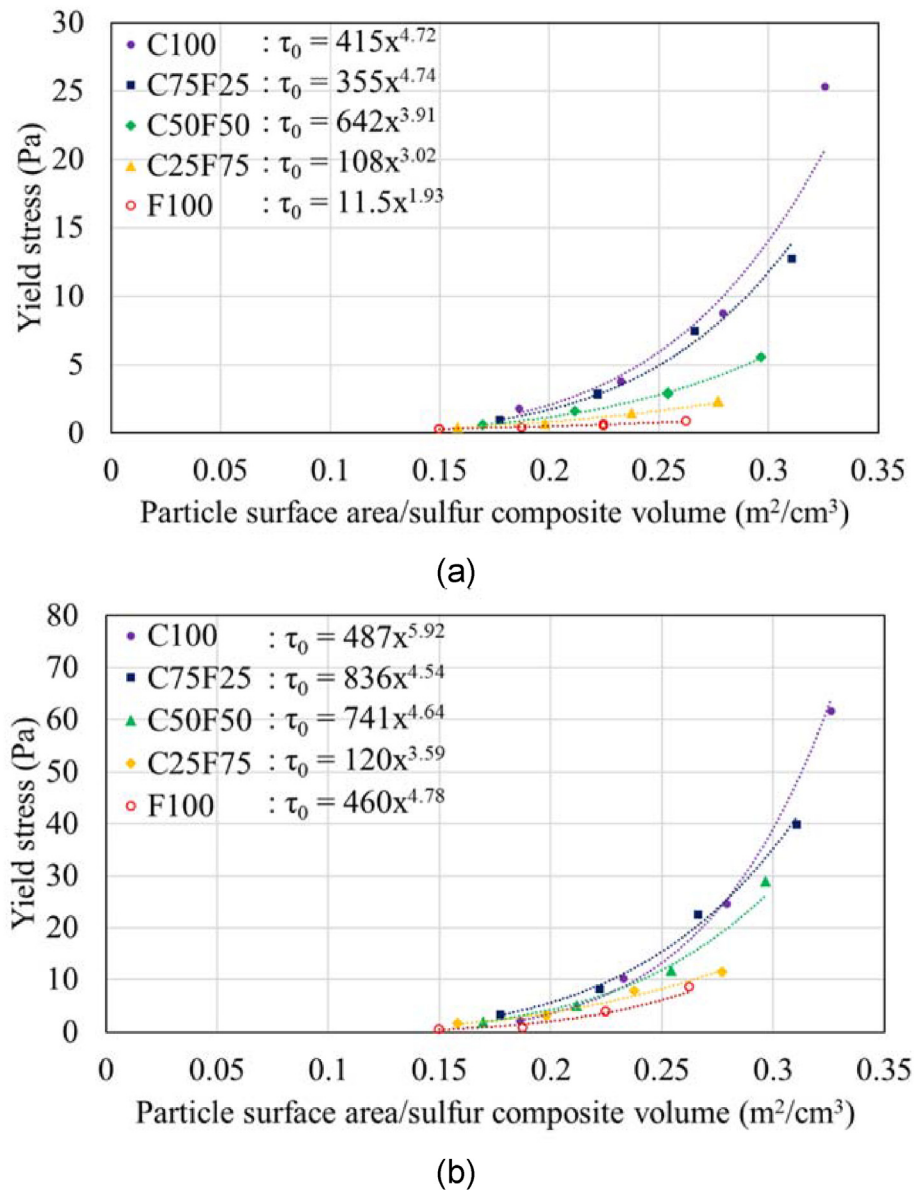 30
25
20
15
10
5
0
Yield stress (Pa)
C100 : τ₀ = 415x⁴·⁷²
C75F25 : τ₀ = 355x⁴·⁷⁴
C50F50 : τ₀ = 642x³·⁹¹
C25F75 : τ₀ = 108x³·⁰²
F100 : τ₀ = 11.5x¹·⁹³
0 0.05 0.1 0.15 0.2 0.25 0.3 0.35
Particle surface area/sulfur composite volume (m²/cm³)
(a)
80
70
60
50
40
30
20
10
0
Yield stress (Pa)
C100 : τ₀ = 487x⁵·⁹²
C75F25 : τ₀ = 836x⁴·⁵⁴
C50F50 : τ₀ = 741x⁴·⁶⁴
C25F75 : τ₀ = 120x³·⁵⁹
F100 : τ₀ = 460x⁴·⁷⁸
0 0.05 0.1 0.15 0.2 0.25 0.3 0.35
Particle surface area/sulfur composite volume (m²/cm³)
(b)